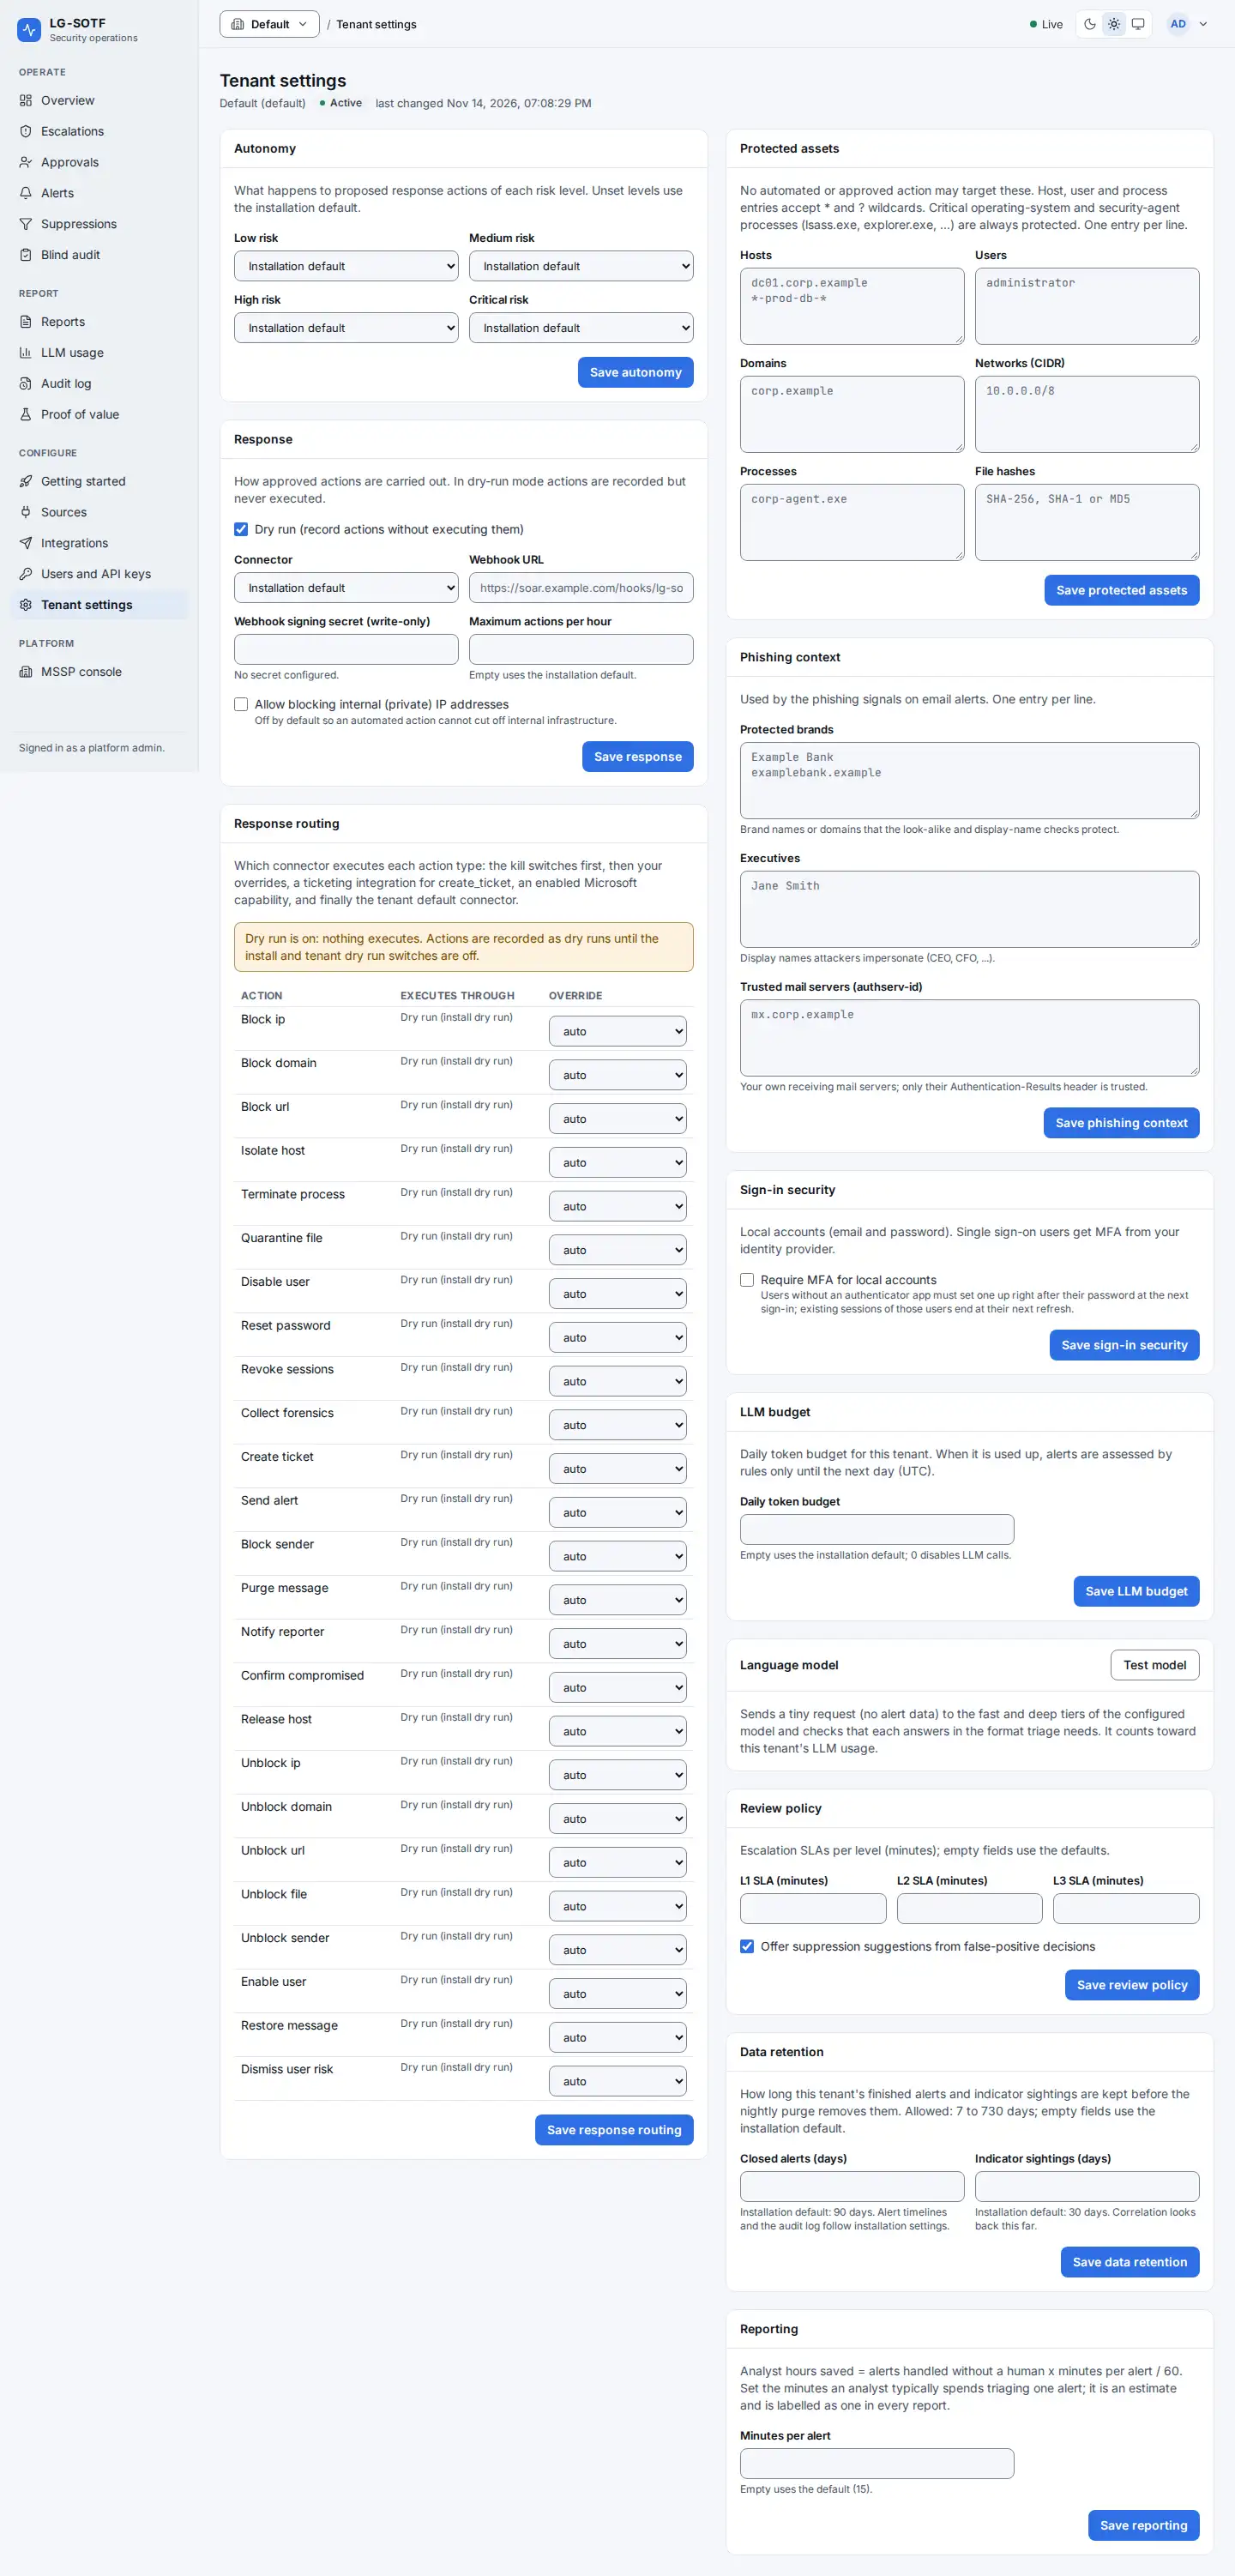 LG-SOTF
Security operations
OPERATE
Overview
Escalations
Approvals
Alerts
Suppressions
Blind audit
REPORT
Reports
LLM usage
Audit log
Proof of value
CONFIGURE
Getting started
Sources
Integrations
Users and API keys
Tenant settings
PLATFORM
MSSP console
Signed in as a platform admin.
Default / Tenant settings
Live
AD
Tenant settings
Default (default) Active last changed Nov 14, 2026, 07:08:29 PM
Autonomy
What happens to proposed response actions of each risk level. Unset levels use
the installation default.
Low risk Medium risk
Installation default Installation default
High risk Critical risk
Installation default Installation default
Save autonomy
Response
How approved actions are carried out. In dry-run mode actions are recorded but
never executed.
Dry run (record actions without executing them)
Connector Webhook URL
Installation default https://soar.example.com/hooks/lg-so
Webhook signing secret (write-only) Maximum actions per hour
No secret configured. Empty uses the installation default.
Allow blocking internal (private) IP addresses
Off by default so an automated action cannot cut off internal infrastructure.
Save response
Response routing
Which connector executes each action type: the kill switches first, then your
overrides, a ticketing integration for create_ticket, an enabled Microsoft
capability, and finally the tenant default connector.
Dry run is on: nothing executes. Actions are recorded as dry runs until the
install and tenant dry run switches are off.
ACTION EXECUTES THROUGH OVERRIDE
Block ip Dry run (install dry run) auto
Block domain Dry run (install dry run) auto
Block url Dry run (install dry run) auto
Isolate host Dry run (install dry run) auto
Terminate process Dry run (install dry run) auto
Quarantine file Dry run (install dry run) auto
Disable user Dry run (install dry run) auto
Reset password Dry run (install dry run) auto
Revoke sessions Dry run (install dry run) auto
Collect forensics Dry run (install dry run) auto
Create ticket Dry run (install dry run) auto
Send alert Dry run (install dry run) auto
Block sender Dry run (install dry run) auto
Purge message Dry run (install dry run) auto
Notify reporter Dry run (install dry run) auto
Confirm compromised Dry run (install dry run) auto
Release host Dry run (install dry run) auto
Unblock ip Dry run (install dry run) auto
Unblock domain Dry run (install dry run) auto
Unblock url Dry run (install dry run) auto
Unblock file Dry run (install dry run) auto
Unblock sender Dry run (install dry run) auto
Enable user Dry run (install dry run) auto
Restore message Dry run (install dry run) auto
Dismiss user risk Dry run (install dry run) auto
Save response routing
Protected assets
No automated or approved action may target these. Host, user and process
entries accept * and ? wildcards. Critical operating-system and security-agent
processes (lsass.exe, explorer.exe, ...) are always protected. One entry per line.
Hosts Users
dc01.corp.example administrator
*-prod-db-*
Domains Networks (CIDR)
corp.example 10.0.0.0/8
Processes File hashes
corp-agent.exe SHA-256, SHA-1 or MD5
Save protected assets
Phishing context
Used by the phishing signals on email alerts. One entry per line.
Protected brands
Example Bank
examplebank.example
Brand names or domains that the look-alike and display-name checks protect.
Executives
Jane Smith
Display names attackers impersonate (CEO, CFO, ...).
Trusted mail servers (authserv-id)
mx.corp.example
Your own receiving mail servers; only their Authentication-Results header is trusted.
Save phishing context
Sign-in security
Local accounts (email and password). Single sign-on users get MFA from your
identity provider.
Require MFA for local accounts
Users without an authenticator app must set one up right after their password at the next
sign-in; existing sessions of those users end at their next refresh.
Save sign-in security
LLM budget
Daily token budget for this tenant. When it is used up, alerts are assessed by
rules only until the next day (UTC).
Daily token budget
Empty uses the installation default; 0 disables LLM calls.
Save LLM budget
Language model Test model
Sends a tiny request (no alert data) to the fast and deep tiers of the configured
model and checks that each answers in the format triage needs. It counts toward
this tenant's LLM usage.
Review policy
Escalation SLAs per level (minutes); empty fields use the defaults.
L1 SLA (minutes) L2 SLA (minutes) L3 SLA (minutes)
Offer suppression suggestions from false-positive decisions
Save review policy
Data retention
How long this tenant's finished alerts and indicator sightings are kept before the
nightly purge removes them. Allowed: 7 to 730 days; empty fields use the
installation default.
Closed alerts (days) Indicator sightings (days)
Installation default: 90 days. Alert timelines Installation default: 30 days. Correlation looks
and the audit log follow installation settings. back this far.
Save data retention
Reporting
Analyst hours saved = alerts handled without a human x minutes per alert / 60.
Set the minutes an analyst typically spends triaging one alert; it is an estimate
and is labelled as one in every report.
Minutes per alert
Empty uses the default (15).
Save reporting